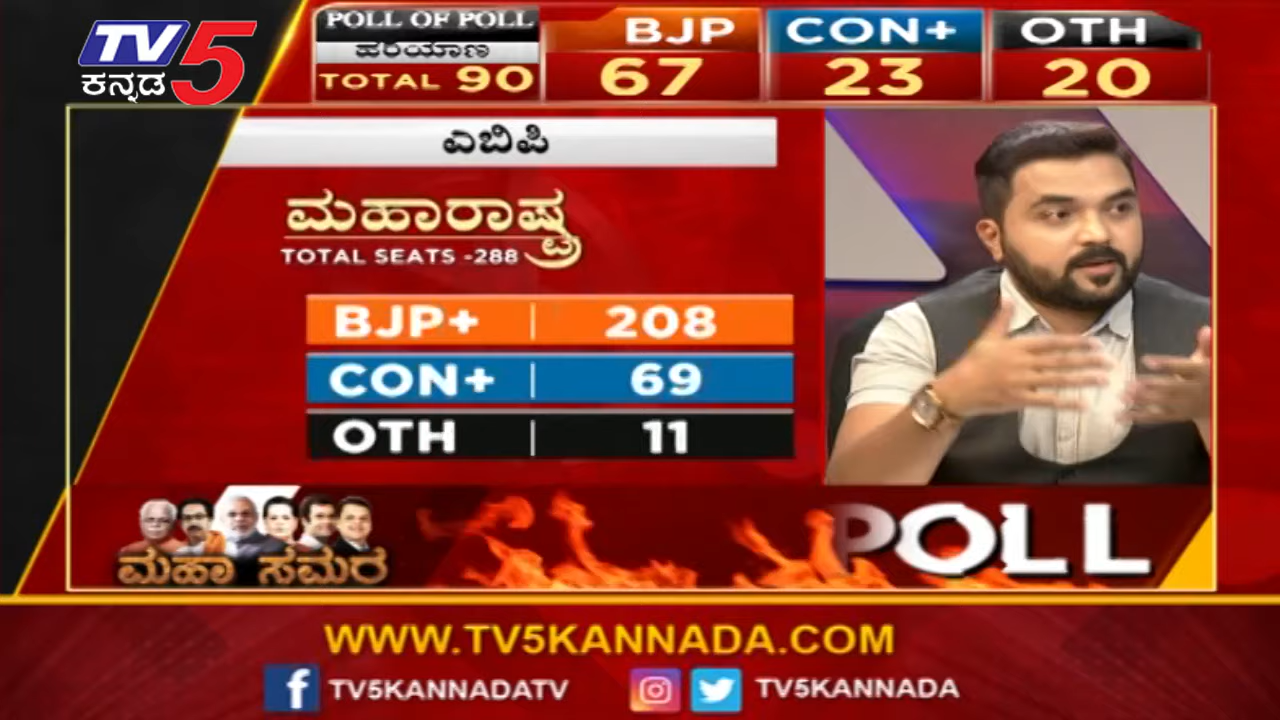 TV5
ಕನ್ನಡ
POLL OF POLL
ಹರಿಯಾಣ
TOTAL 90
BJP
67
CON+
23
OTH
20
ಎಬಿಪಿ
ಮಹಾರಾಷ್ಟ್ರ
TOTAL SEATS -288
BJP+ | 208
CON+ | 69
OTH | 11
ಮಹಾ ಸಮರ
POLL
WWW.TV5KANNADA.COM
f TV5KANNADATV
TV5KANNADA